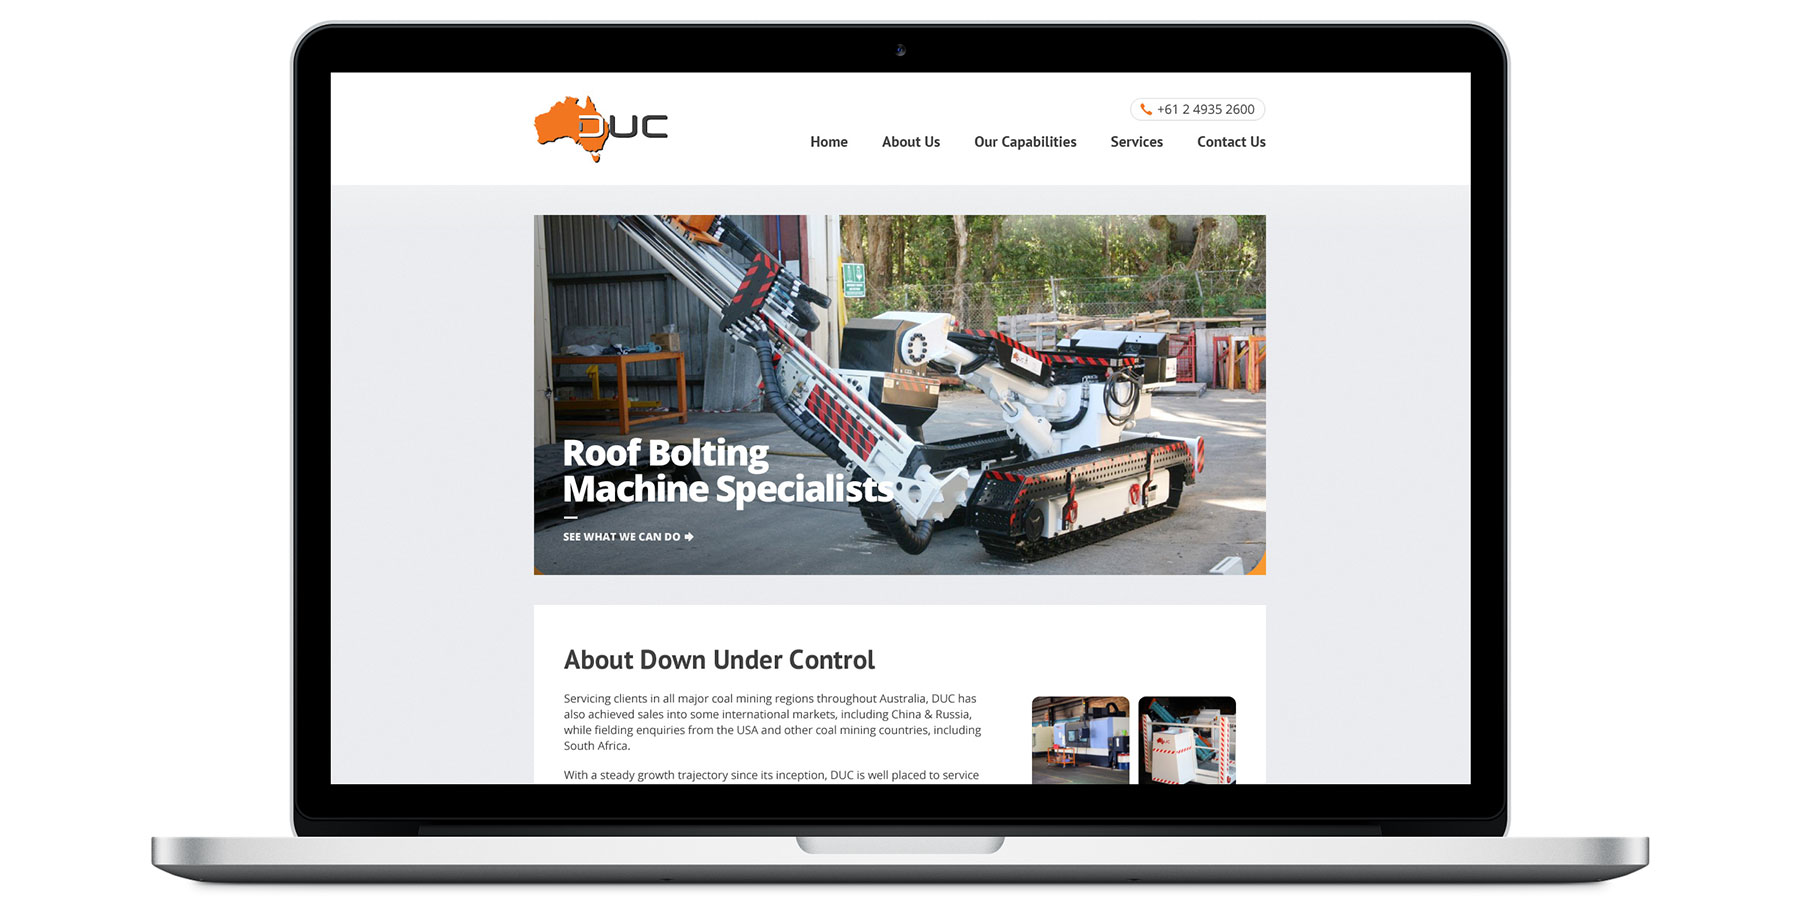 DUC
+61 2 4935 2600
Home About Us Our Capabilities Services Contact Us
Roof Bolting
Machine Specialists
SEE WHAT WE CAN DO
About Down Under Control
Servicing clients in all major coal mining regions throughout Australia, DUC has
also achieved sales into some international markets, including China & Russia,
while fielding enquiries from the USA and other coal mining countries, including
South Africa.
With a steady growth trajectory since its inception, DUC is well placed to service